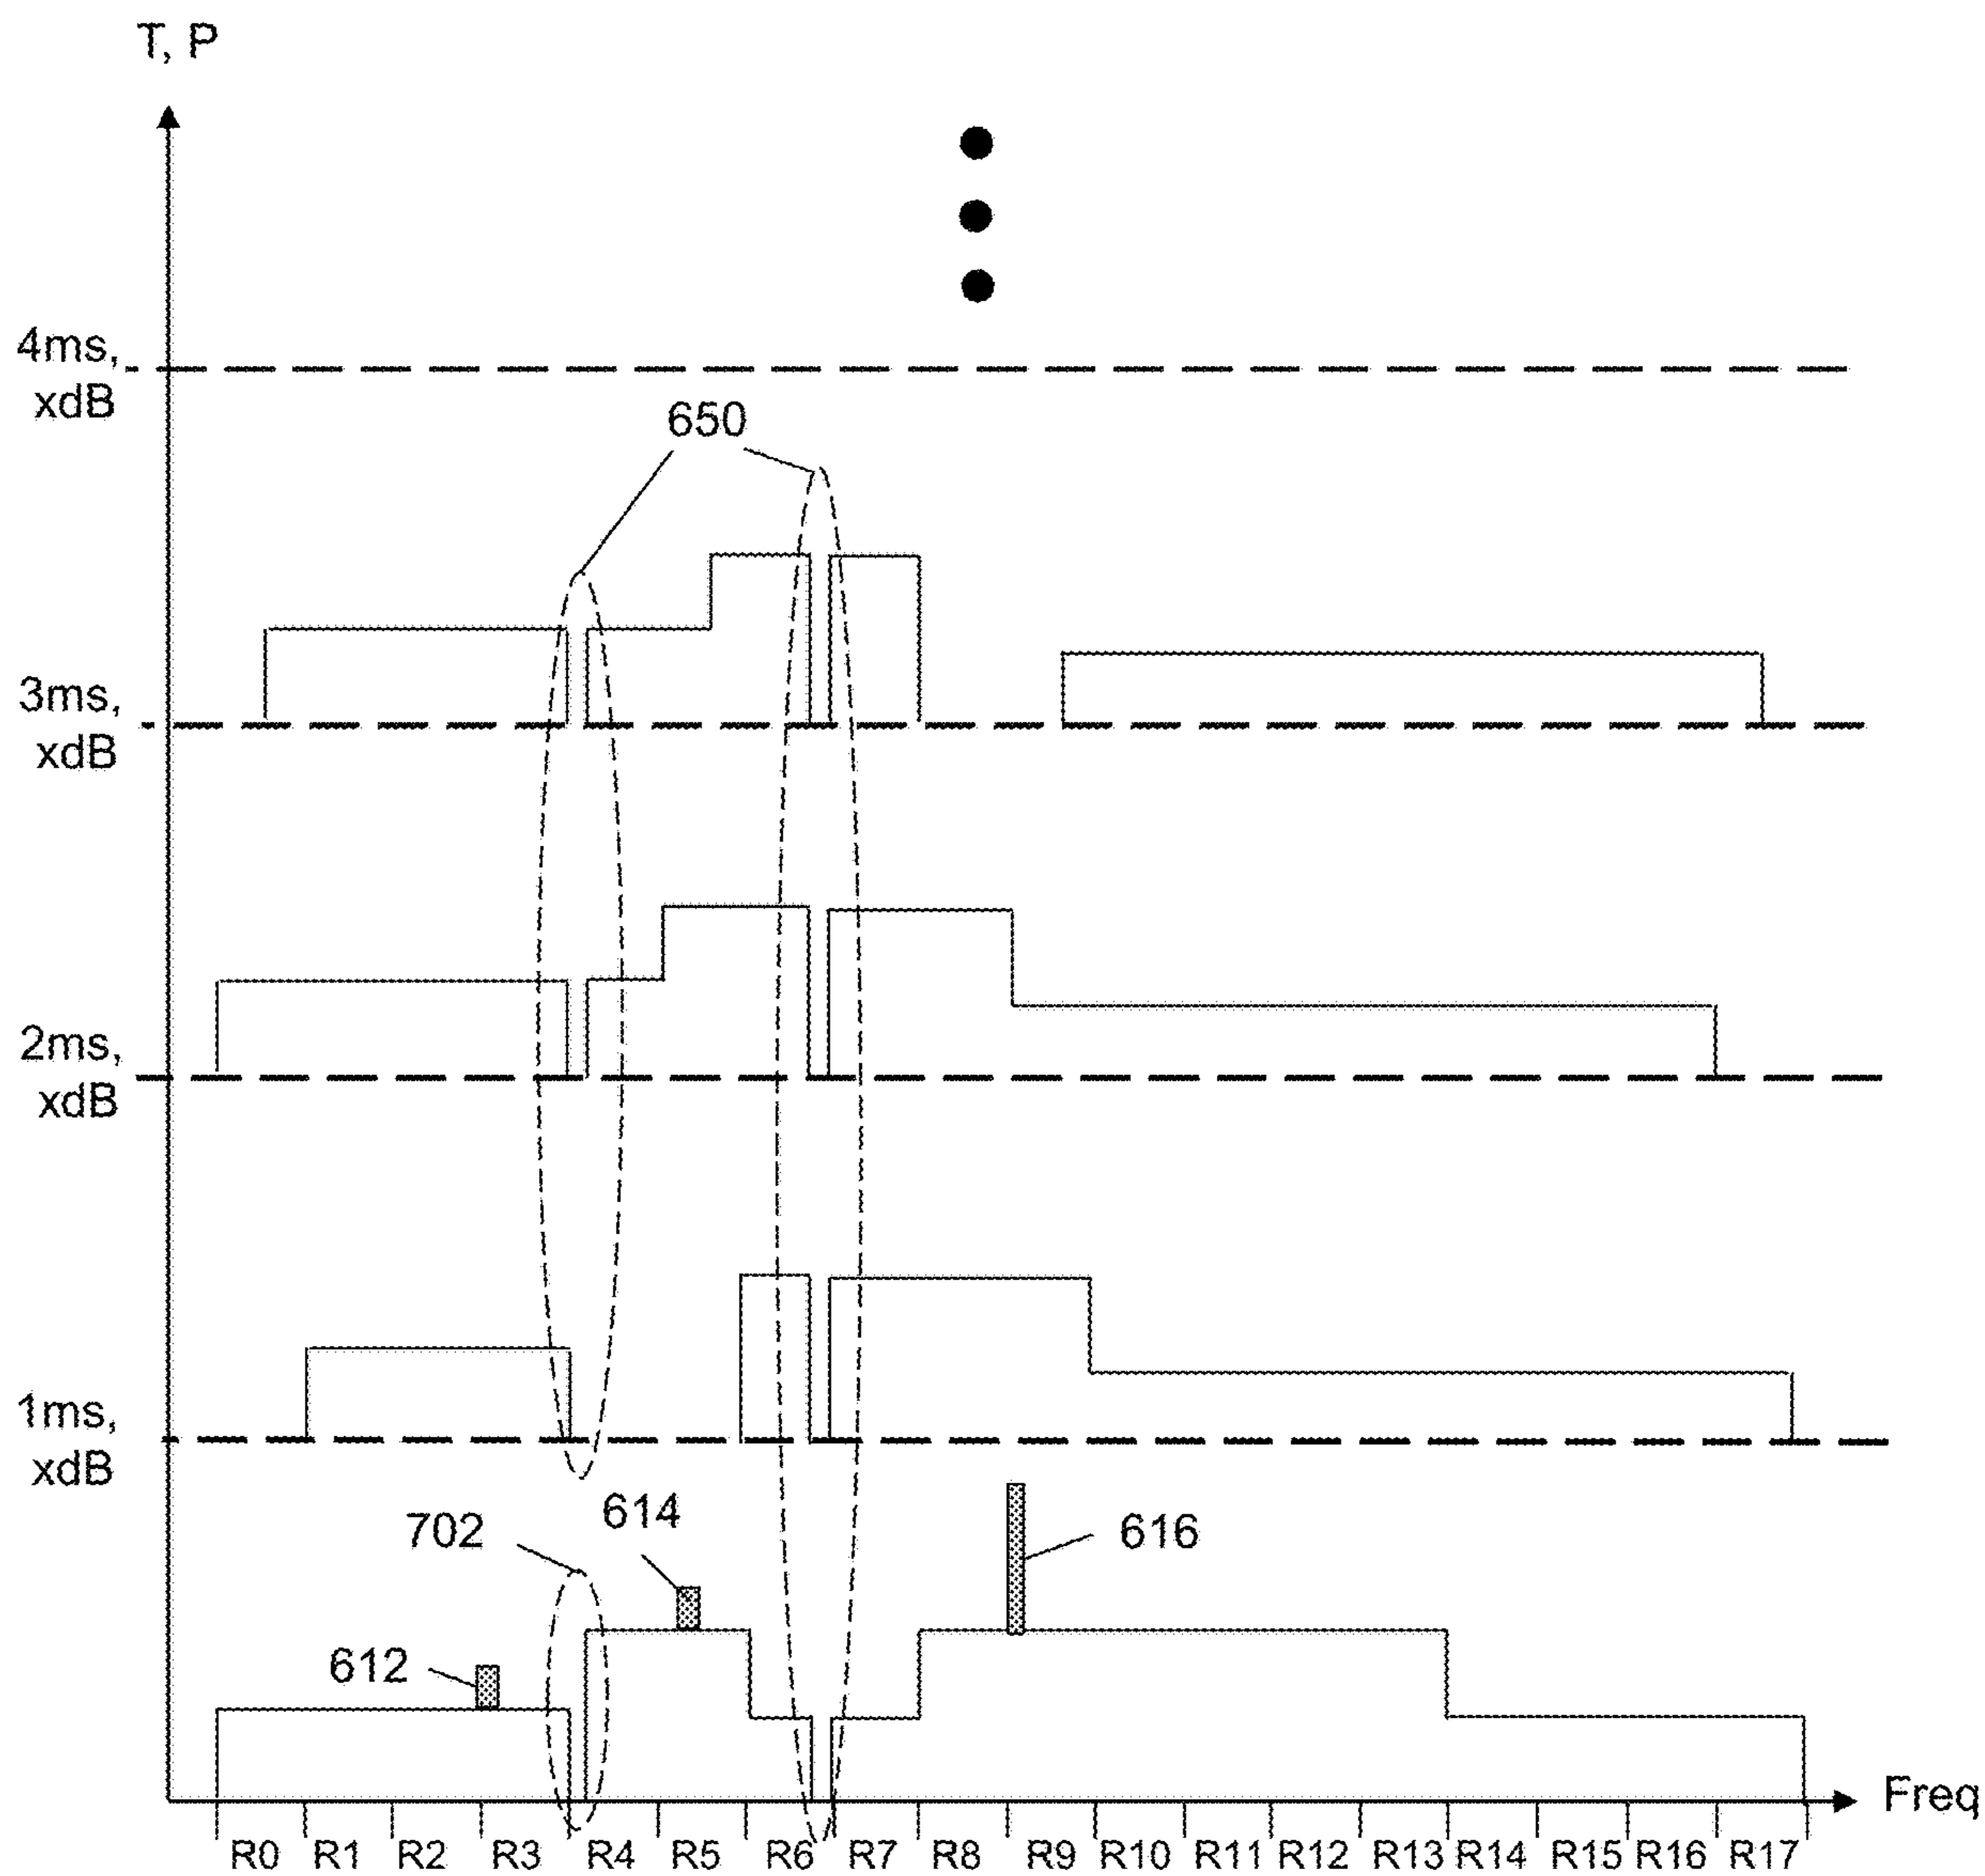 T, P
4ms,
xdB
650
3ms,
xdB
2ms,
xdB
1ms,
xdB
702
614
616
612
Freq
R0 R1 R2 R3 R4 R5 R6 R7 R8 R9 R10 R11 R12 R13 R14 R15 R16 R17